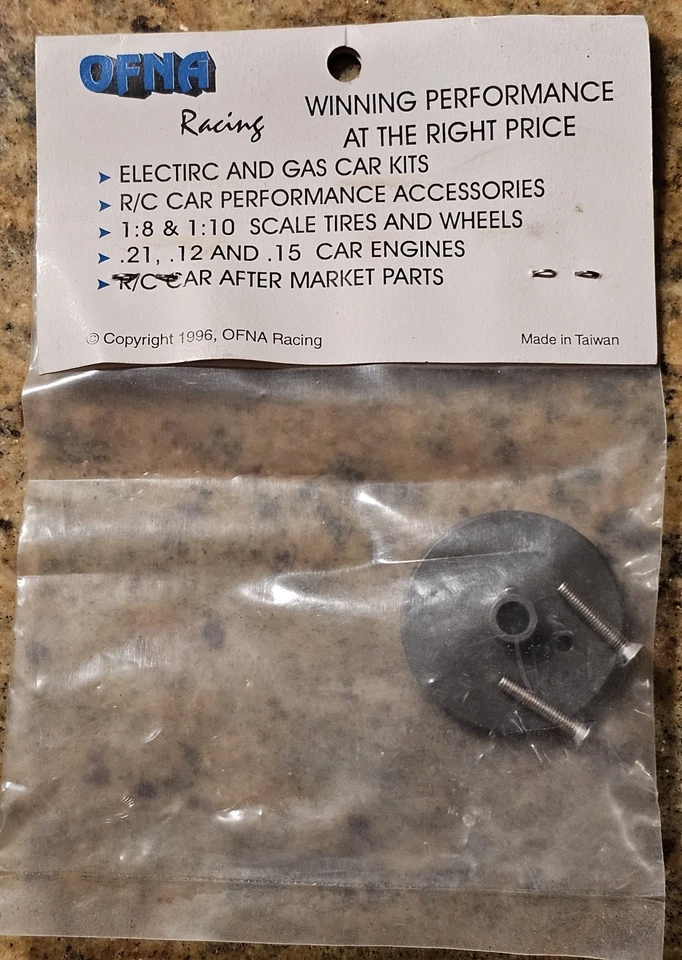 OFNA
Racing
WINNING PERFORMANCE
AT THE RIGHT PRICE
ELECTIRC AND GAS CAR KITS
R/C CAR PERFORMANCE ACCESSORIES
1:8 & 1:10 SCALE TIRES AND WHEELS
.21, .12 AND .15 CAR ENGINES
R/C CAR AFTER MARKET PARTS
© Copyright 1996, OFNA Racing
Made in Taiwan